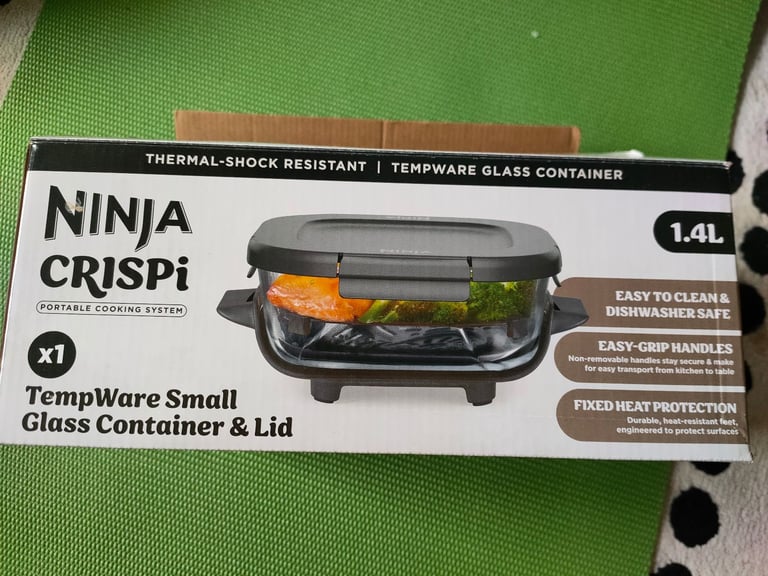 THERMAL-SHOCK RESISTANT | TEMPWARE GLASS CONTAINER
NINJA
CRISPi
PORTABLE COOKING SYSTEM
x1
TempWare Small
Glass Container & Lid
NINJA
1.4L
EASY TO CLEAN &
DISHWASHER SAFE
EASY-GRIP HANDLES
Non-removable handles stay secure & make
for easy transport from kitchen to table
FIXED HEAT PROTECTION
Durable, heat-resistant feet,
engineered to protect surfaces